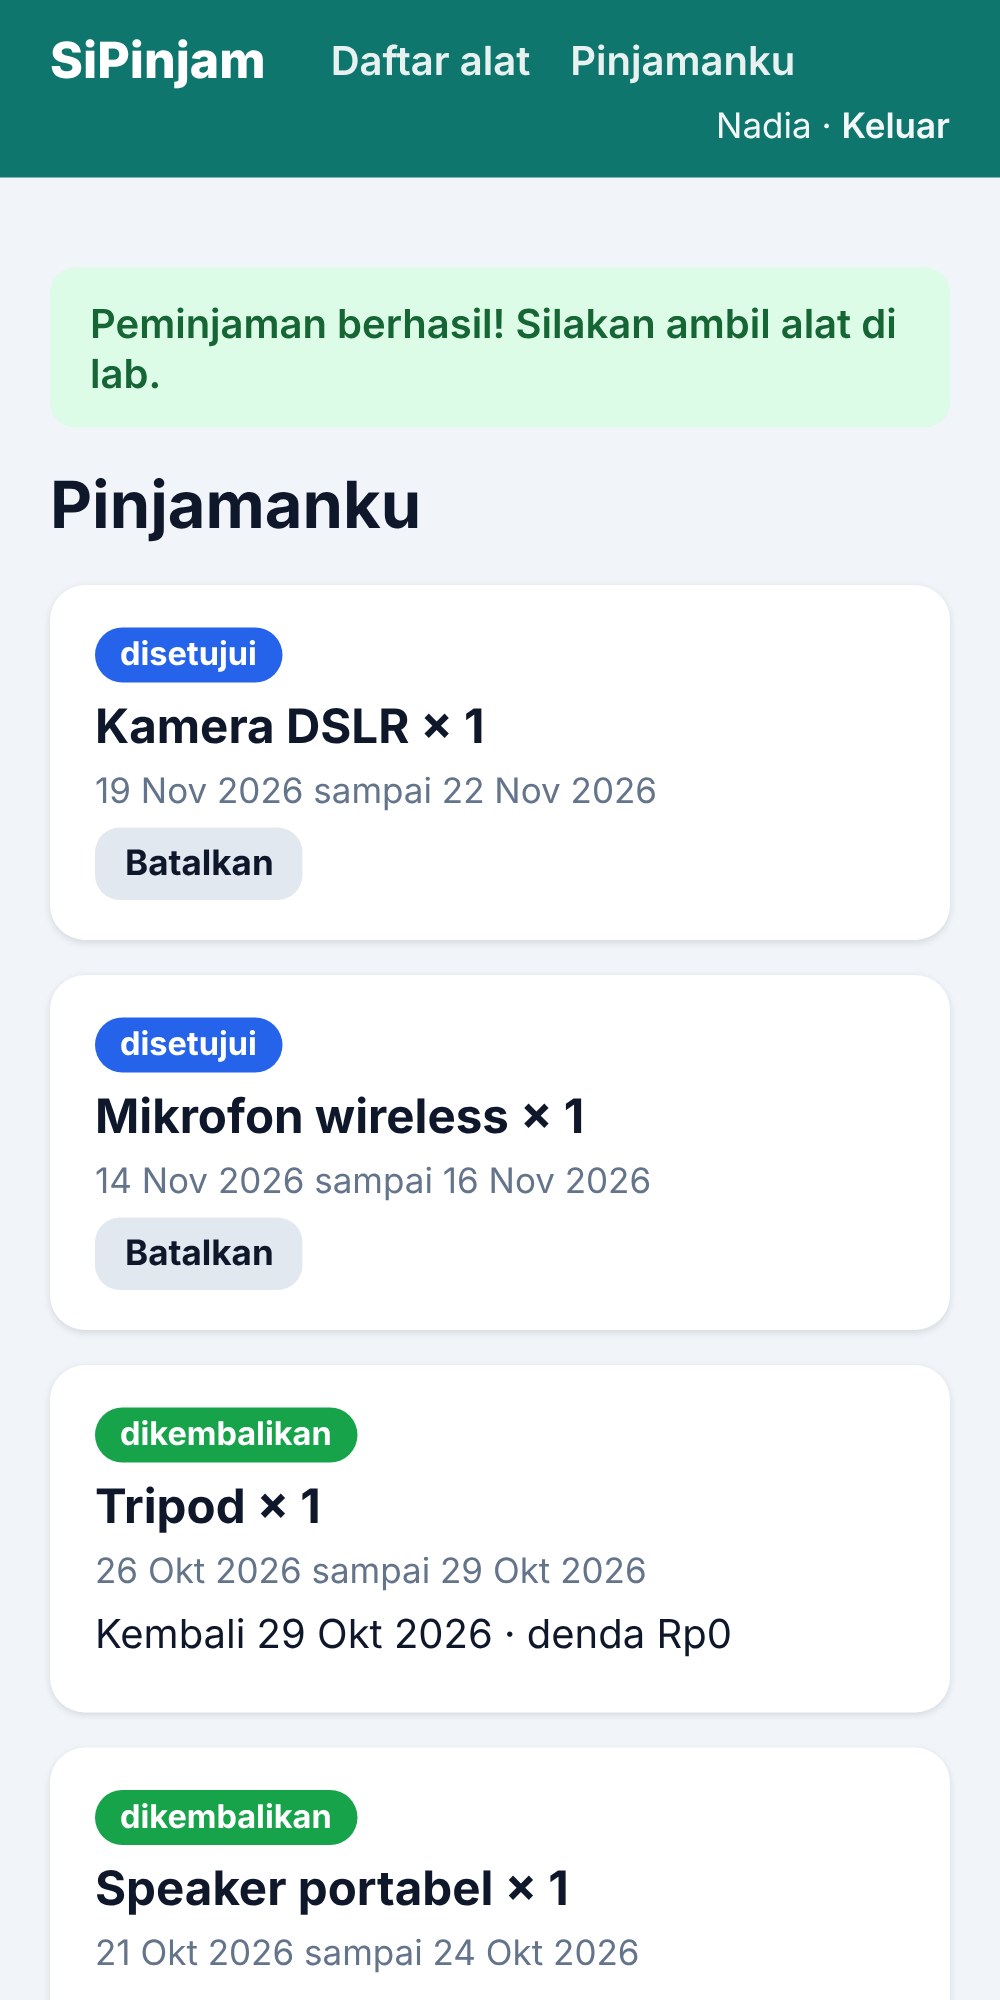 SiPinjam Daftar alat Pinjamanku
Nadia · Keluar
Peminjaman berhasil! Silakan ambil alat di
lab.
Pinjamanku
disetujui
Kamera DSLR × 1
19 Nov 2026 sampai 22 Nov 2026
Batalkan
disetujui
Mikrofon wireless × 1
14 Nov 2026 sampai 16 Nov 2026
Batalkan
dikembalikan
Tripod × 1
26 Okt 2026 sampai 29 Okt 2026
Kembali 29 Okt 2026 · denda Rp0
dikembalikan
Speaker portabel × 1
21 Okt 2026 sampai 24 Okt 2026